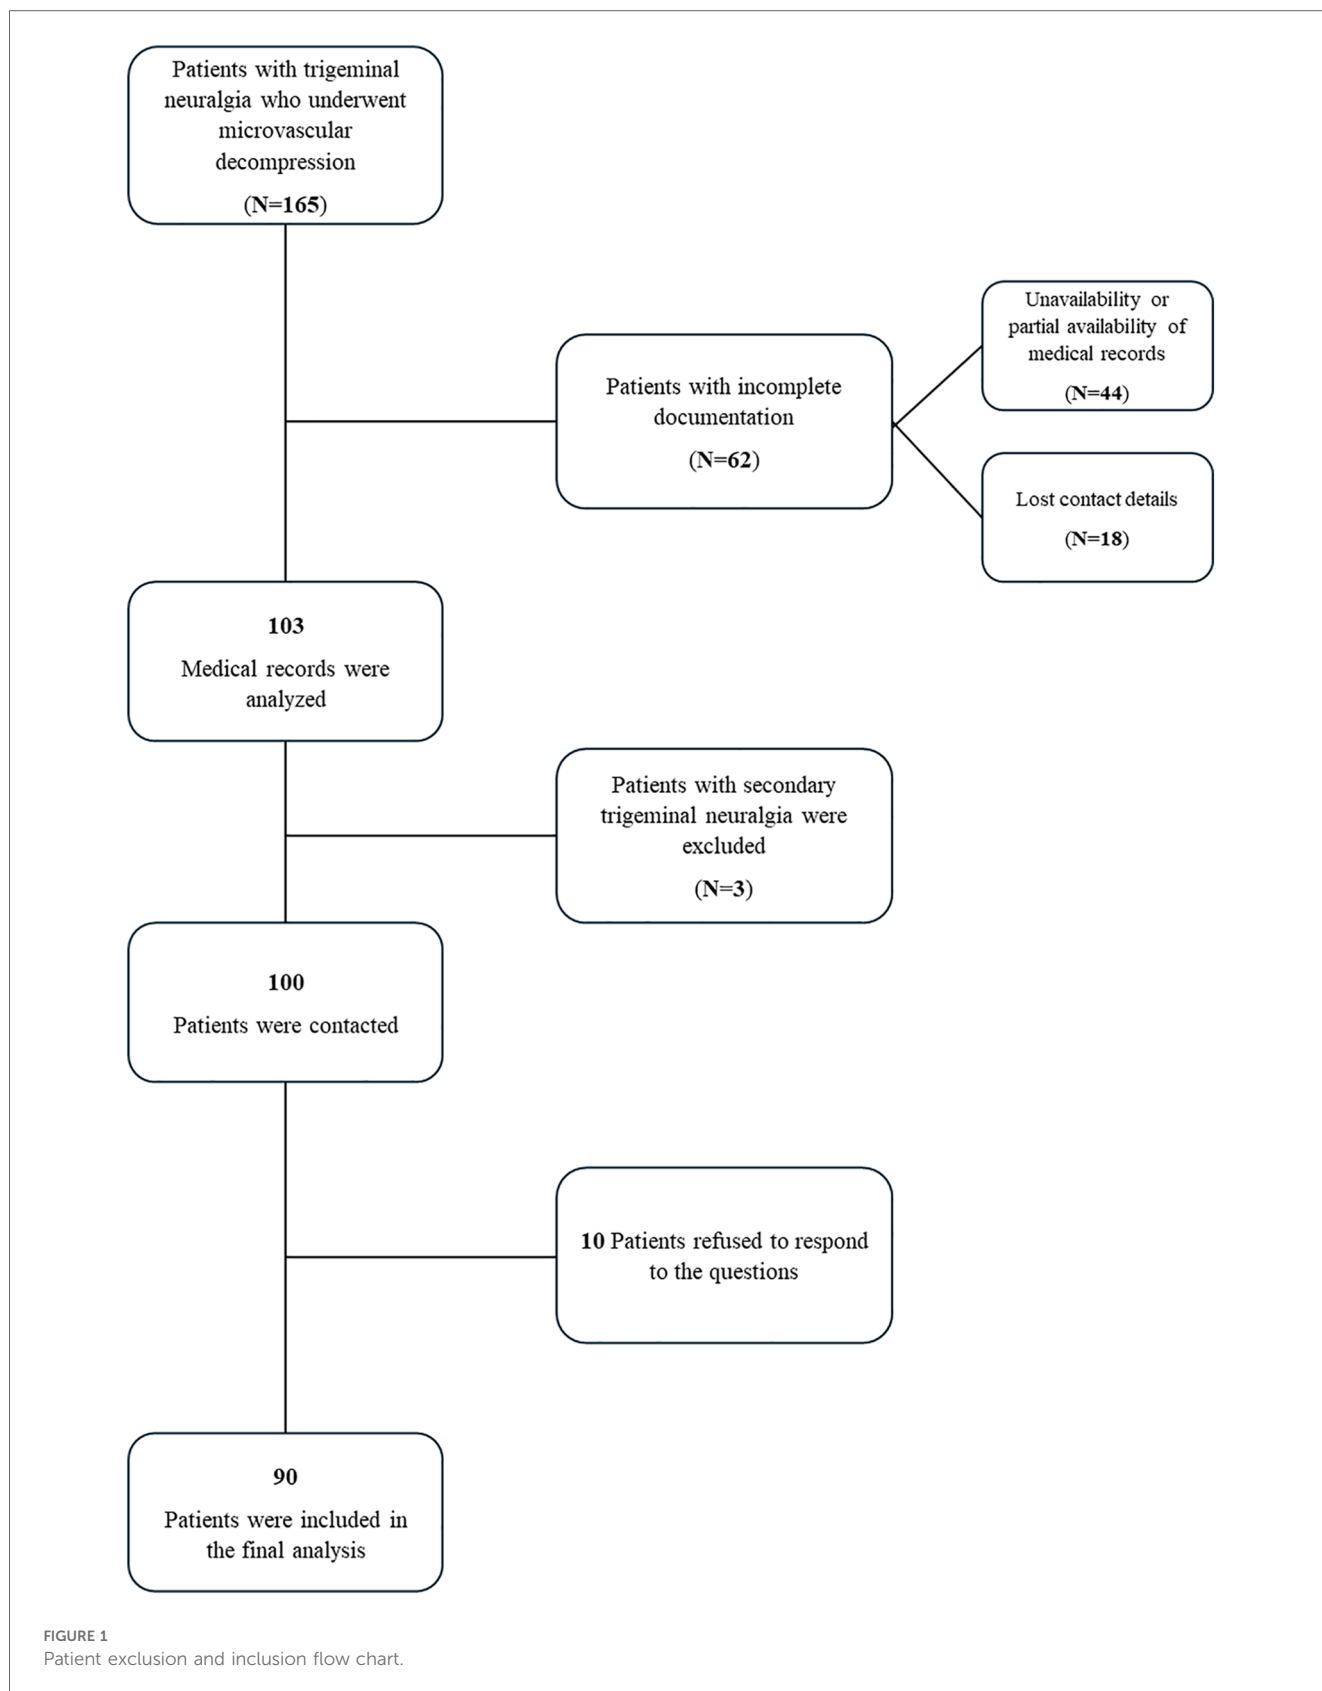 Patients with trigeminal
neuralgia who underwent
microvascular
decompression
(N=165)
Unavailability or
partial availability of
medical records
(N=44)
Patients with incomplete
documentation
(N=62)
Lost contact details
(N=18)
103
Medical records were
analyzed
Patients with secondary
trigeminal neuralgia were
excluded
(N=3)
100
Patients were contacted
10 Patients refused to respond
to the questions
90
Patients were included in
the final analysis
FIGURE 1
Patient exclusion and inclusion flow chart.